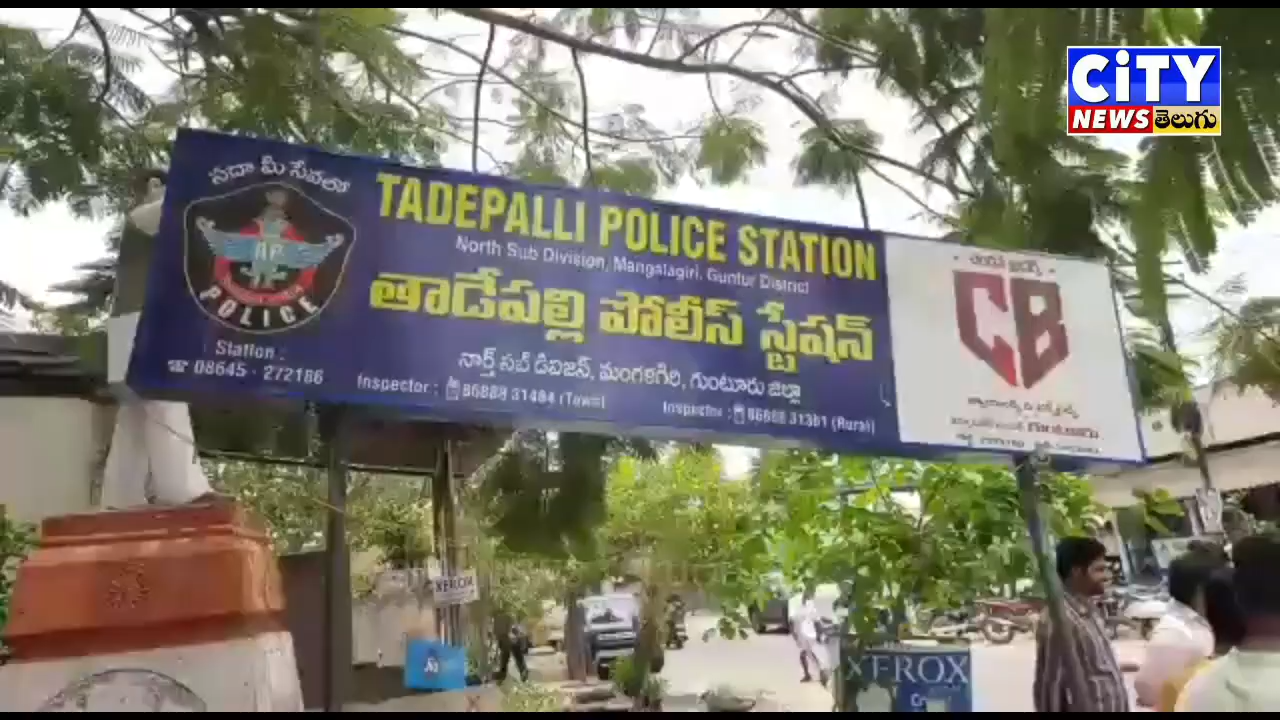 CiTY
NEWS తెలుగు
సదా మీ సేవలో
AP
POLICE
TADEPALLI POLICE STATION
North Sub Division, Mangalagiri, Guntur District
తాడేపల్లి పోలీస్ స్టేషన్
నార్త్ సబ్ డివిజన్, మంగళగిరి, గుంటూరు జిల్లా
Station :
☎ 08645 - 272186
Inspector : 86888 31484 (Town)
Inspector : 86888 31381 (Rural)
CB
XEROX
XEROX